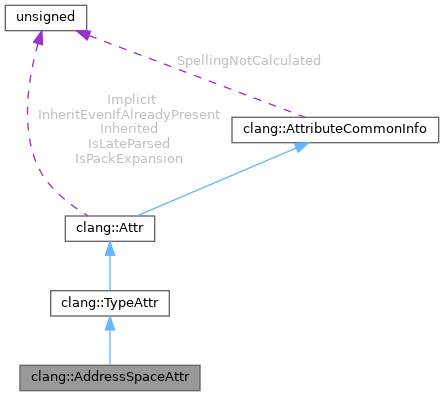 unsigned
SpellingNotCalculated
Implicit
InheritEvenIfAlreadyPresent
Inherited
IsLateParsed
IsPackExpansion
clang::AttributeCommonInfo
clang::Attr
clang::TypeAttr
clang::AddressSpaceAttr